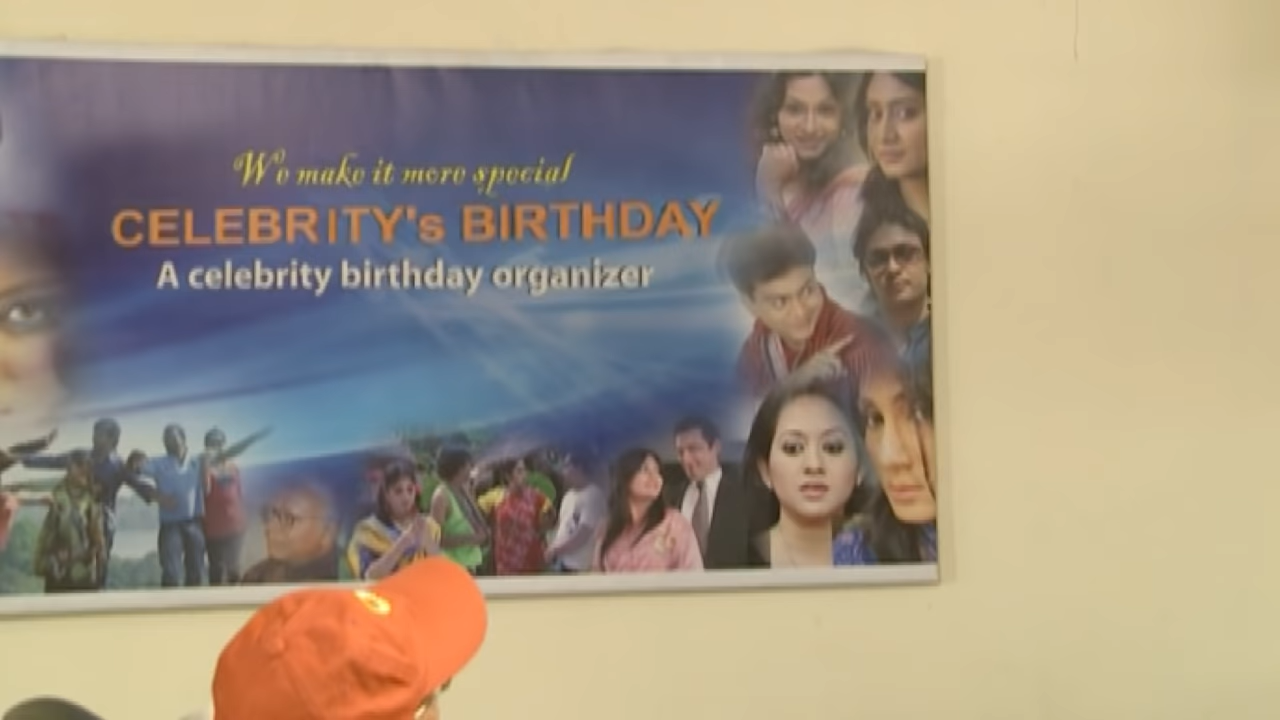 We make it more special
CELEBRITY's BIRTHDAY
A celebrity birthday organizer